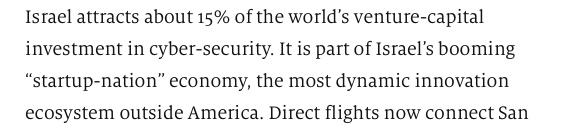 Israel attracts about 15% of the world’s venture-capital
investment in cyber-security. It is part of Israel’s booming
“startup-nation” economy, the most dynamic innovation
ecosystem outside America. Direct flights now connect San